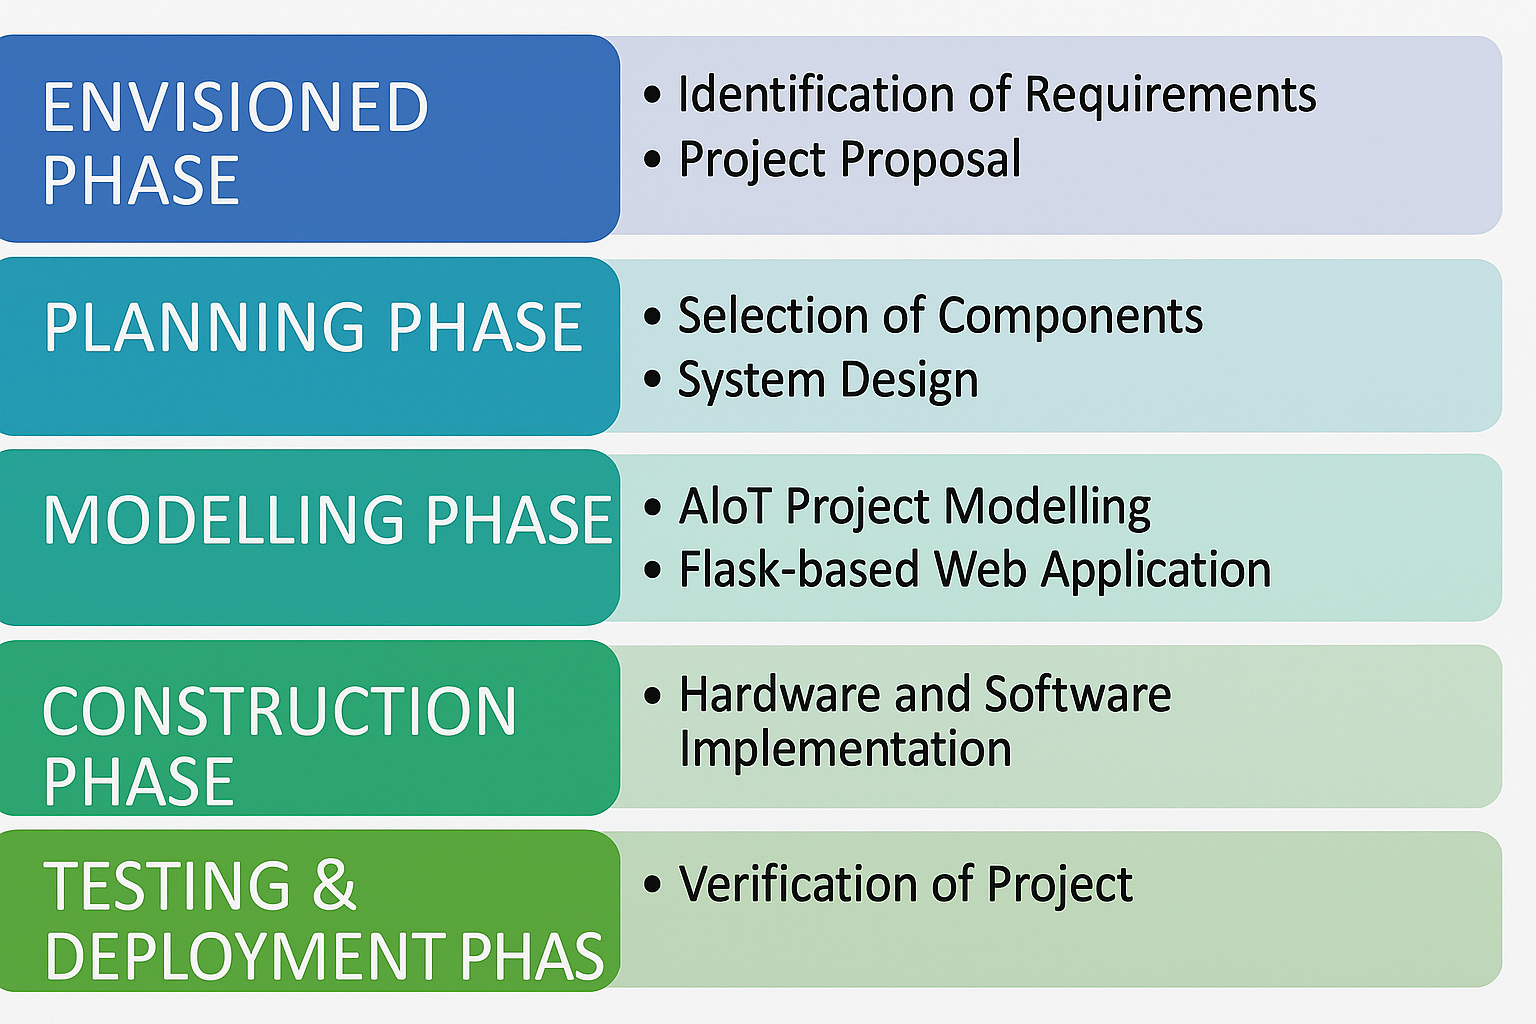 ENVISIONED
PHASE
• Identification of Requirements
• Project Proposal
PLANNING PHASE
• Selection of Components
• System Design
MODELLING PHASE
• AIoT Project Modelling
• Flask-based Web Application
CONSTRUCTION
PHASE
• Hardware and Software
Implementation
TESTING &
DEPLOYMENT PHAS
• Verification of Project